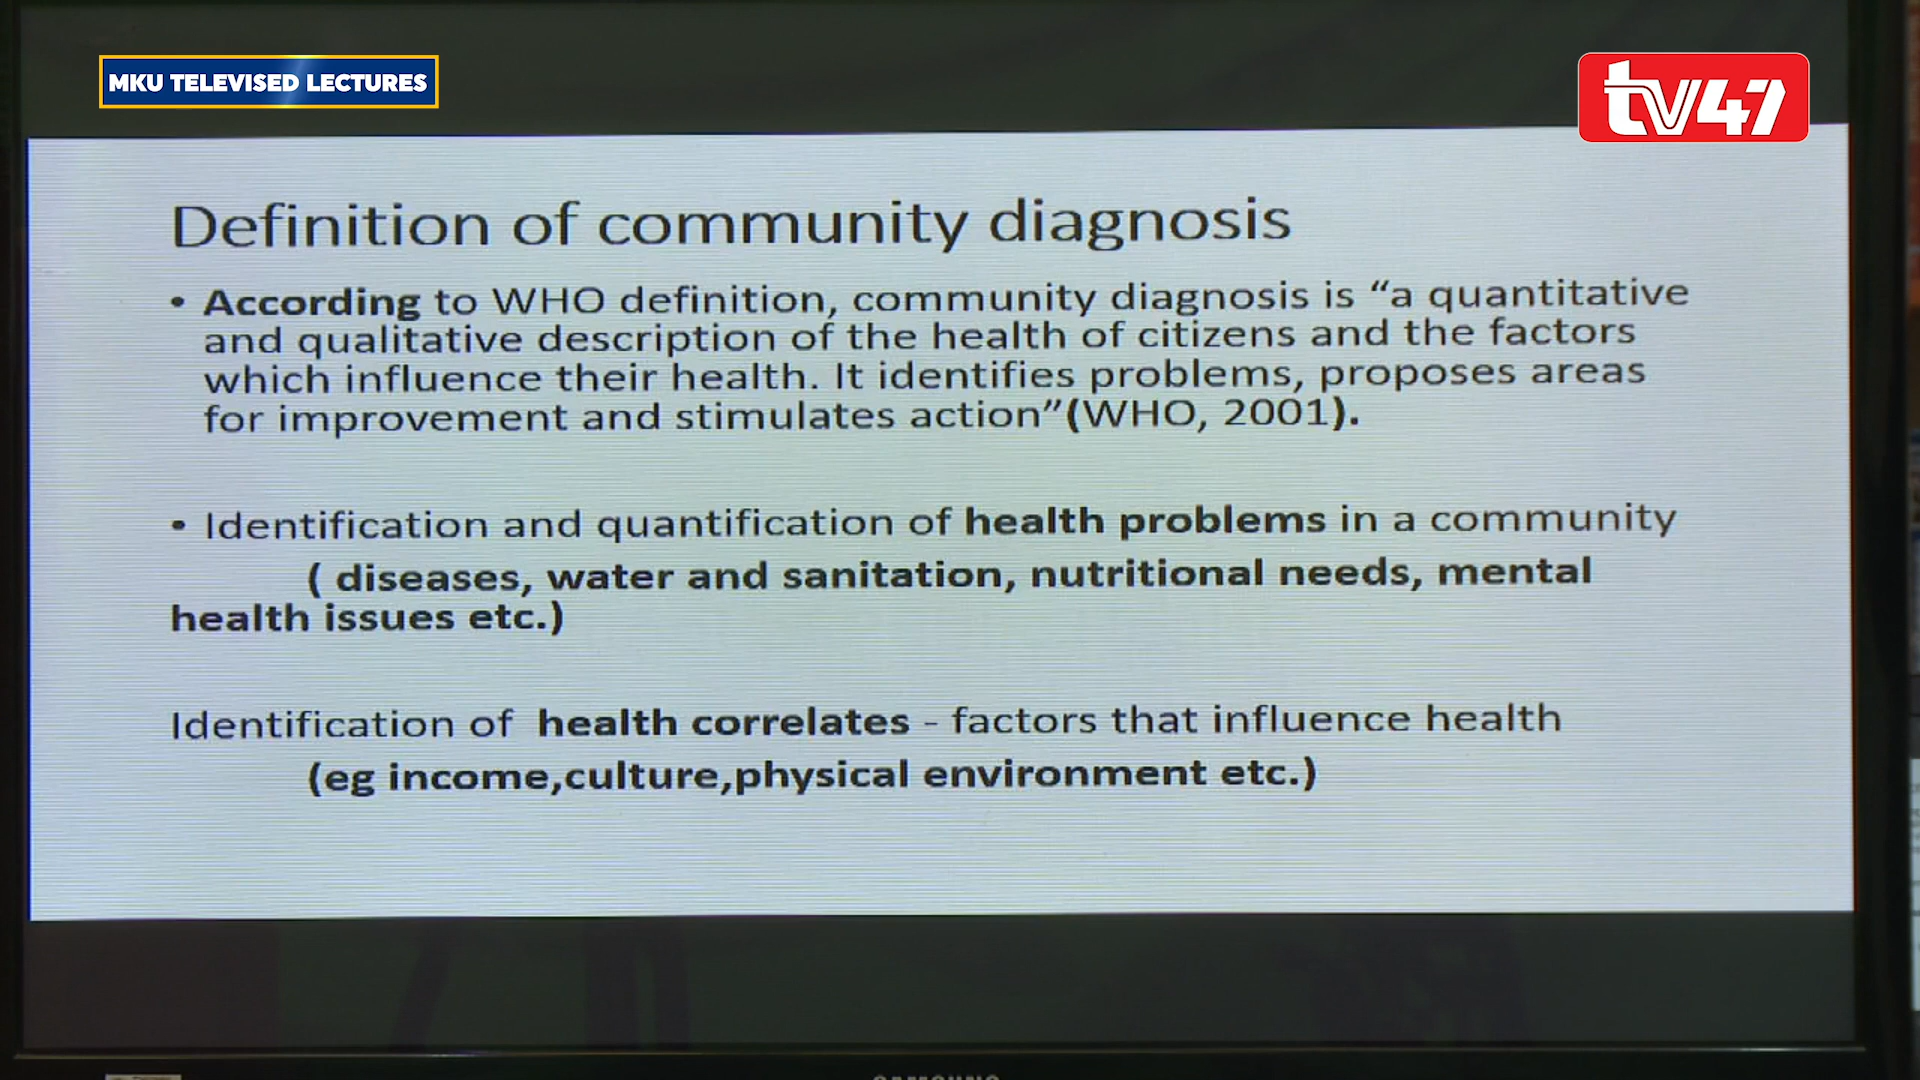 MKU TELEVISED LECTURES
tv47
Definition of community diagnosis
• According to WHO definition, community diagnosis is “a quantitative
and qualitative description of the health of citizens and the factors
which influence their health. It identifies problems, proposes areas
for improvement and stimulates action”(WHO, 2001).
• Identification and quantification of health problems in a community
( diseases, water and sanitation, nutritional needs, mental
health issues etc.)
Identification of health correlates - factors that influence health
(eg income,culture,physical environment etc.)
SAMSUNG